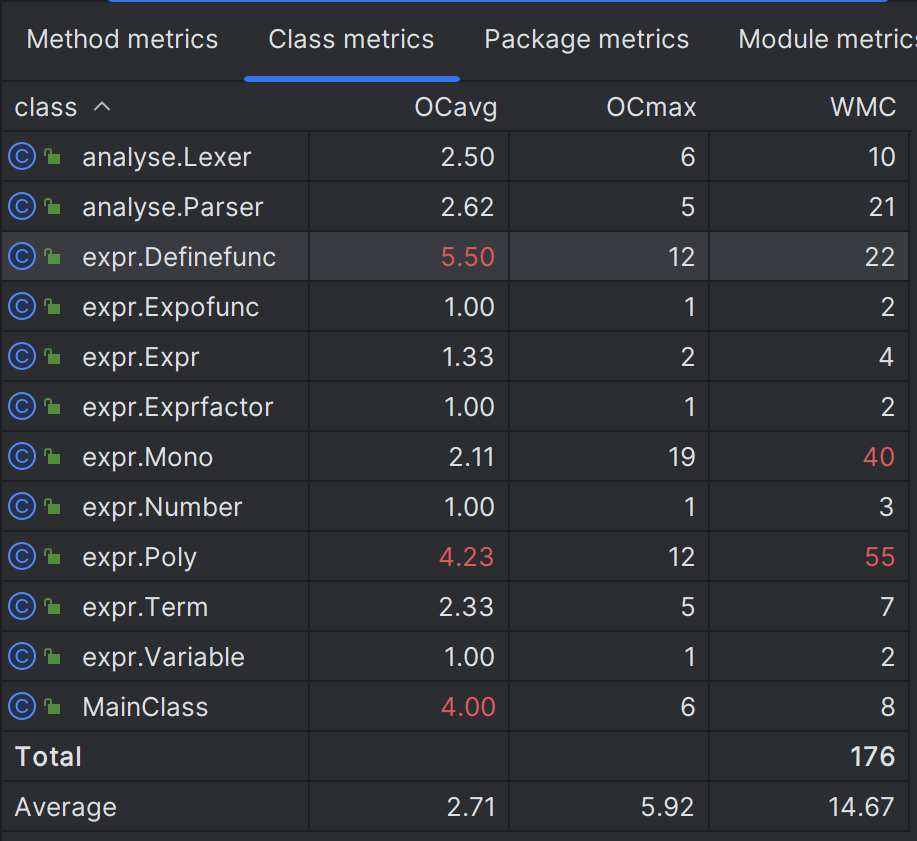 Method metrics Class metrics Package metrics Module metrics
class OCavg OCmax WMC
C analyse.Lexer 2.50 6 10
C analyse.Parser 2.62 5 21
C expr.Definefunc 5.50 12 22
C expr.Expofunc 1.00 1 2
C expr.Expr 1.33 2 4
C expr.Exprfactor 1.00 1 2
C expr.Mono 2.11 19 40
C expr.Number 1.00 1 3
C expr.Poly 4.23 12 55
C expr.Term 2.33 5 7
C expr.Variable 1.00 1 2
C MainClass 4.00 6 8
Total 176
Average 2.71 5.92 14.67